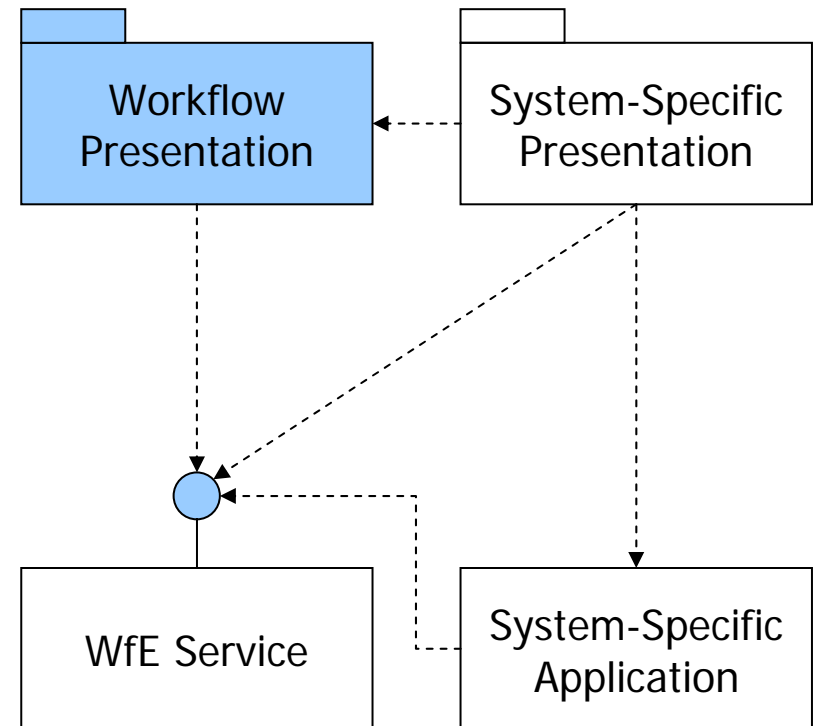 Workflow
Presentation
System-Specific
Presentation
WfE Service
System-Specific
Application